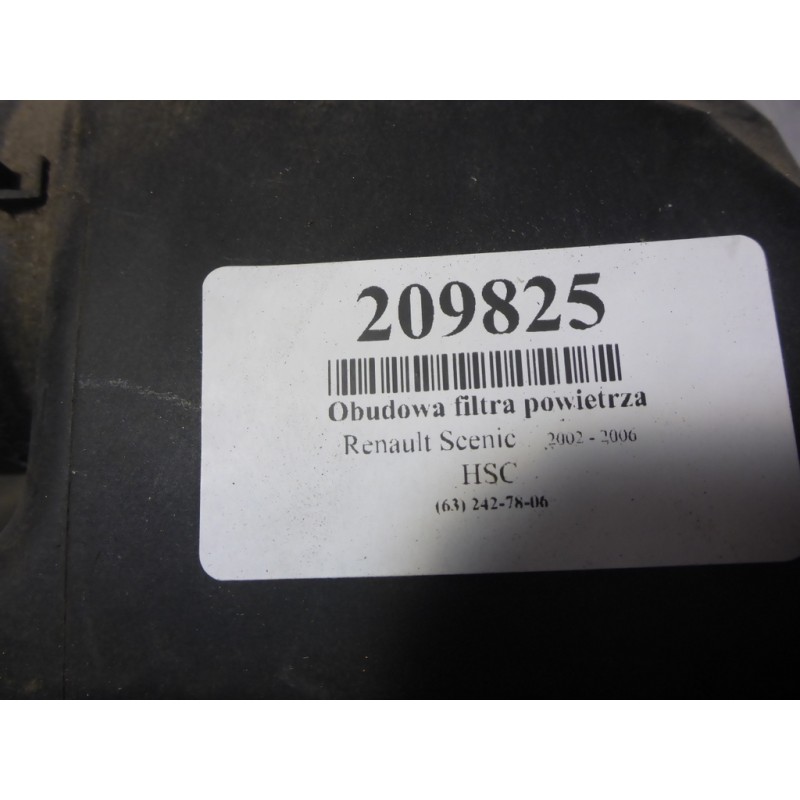 209825
Obudowa filtra powietrza
Renault Scenic 2002 - 2006
HSC
(63) 242-78-06